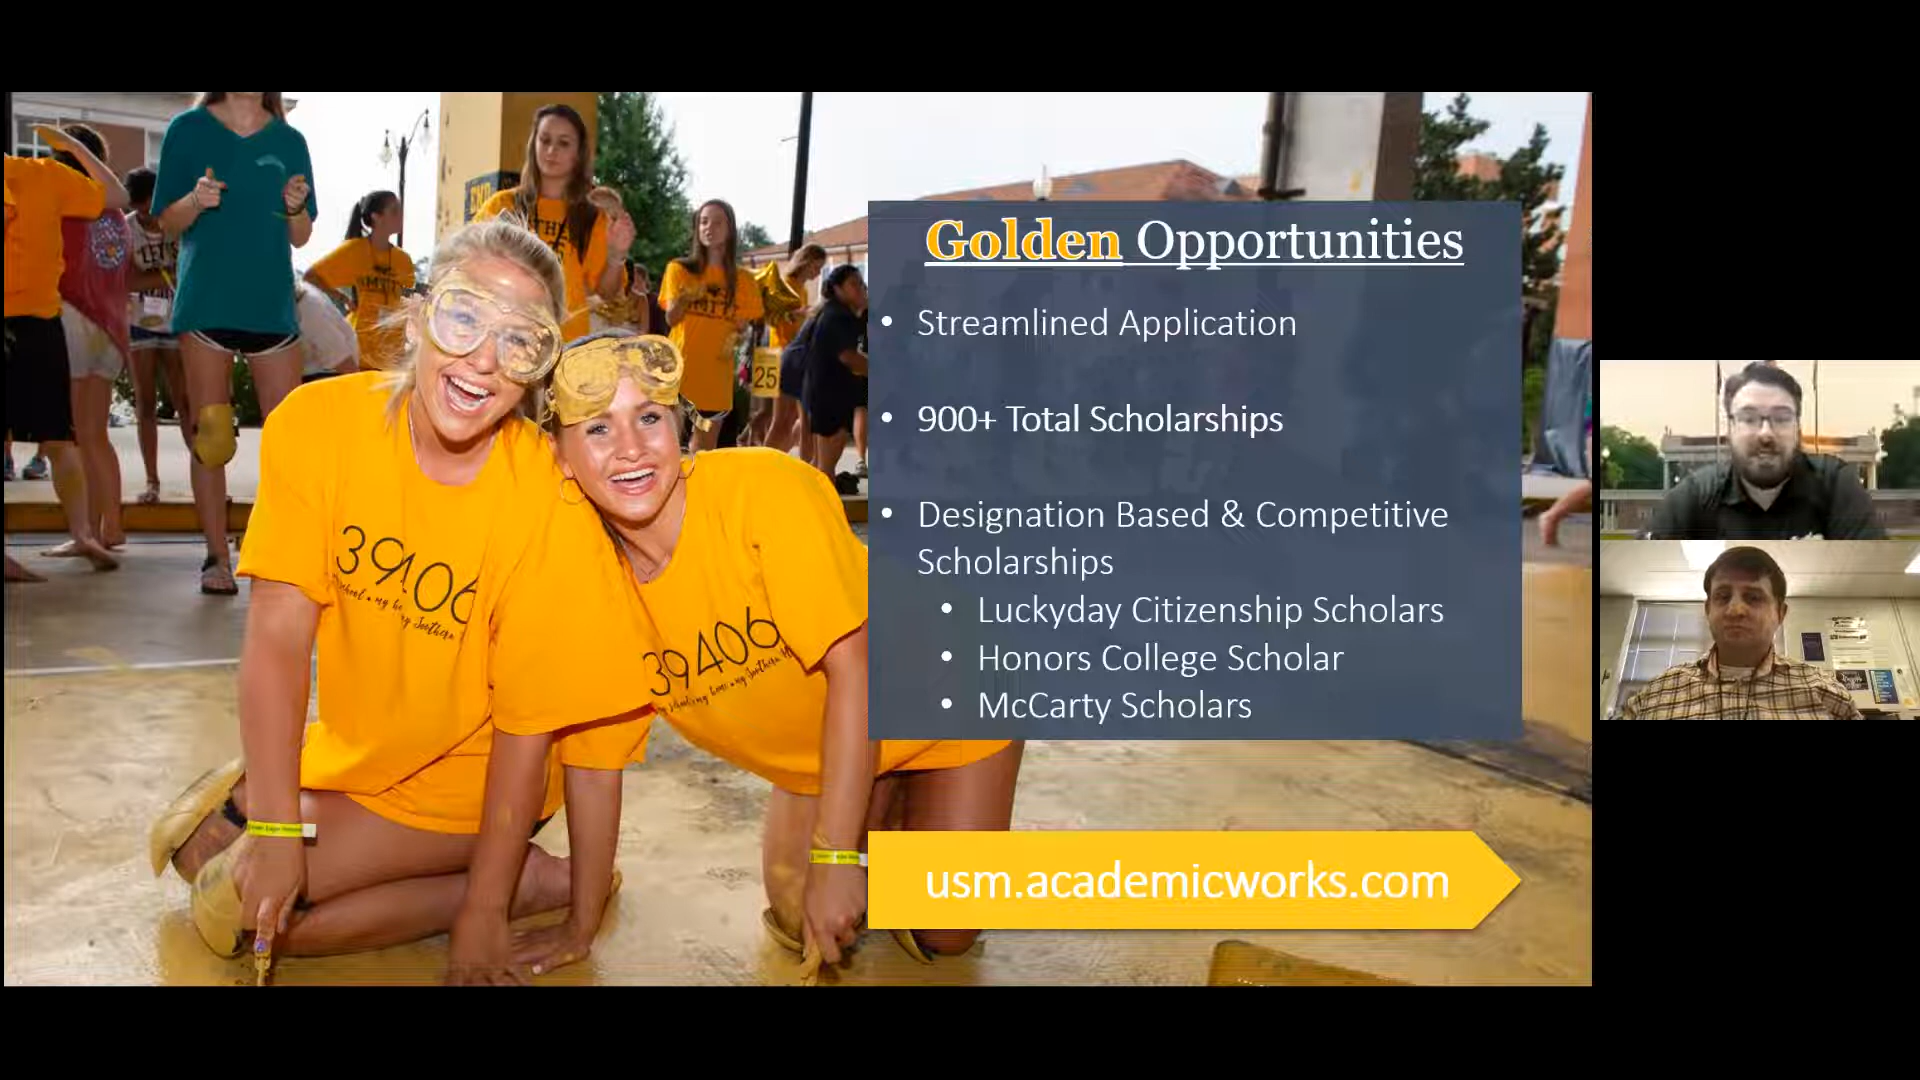 Golden Opportunities
• Streamlined Application
• 900+ Total Scholarships
• Designation Based & Competitive
Scholarships
• Luckyday Citizenship Scholars
• Honors College Scholar
• McCarty Scholars
usm.academicworks.com
39406
39406
25